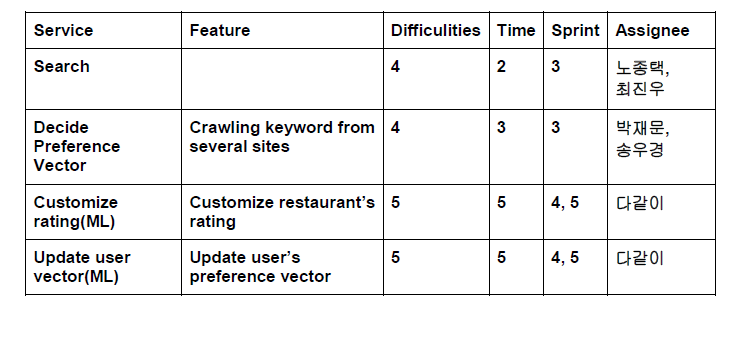 Service Feature Difficulities Time Sprint Assignee
Search 4 2 3 노종택,
최진우
Decide Crawling keyword from 4 3 3 박재문,
Preference several sites 송우경
Vector
Customize Customize restaurant's 5 5 4, 5 다같이
rating(ML) rating
Update user Update user's 5 5 4, 5 다같이
vector(ML) preference vector